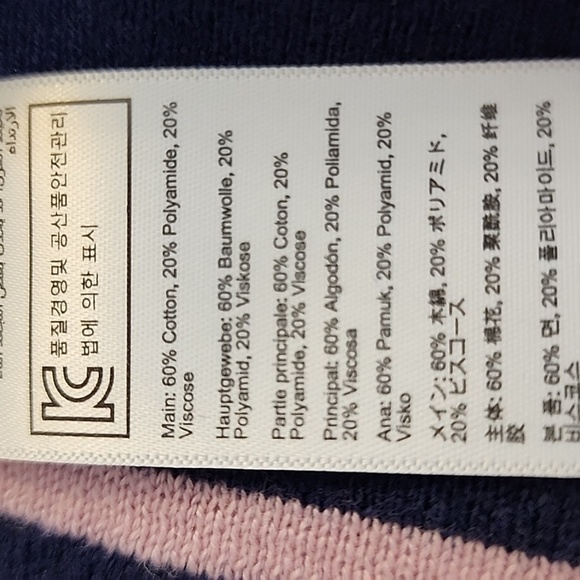 품질경영및 공산품안전관리
법에 의한 표시
Main: 60% Cotton, 20% Polyamide, 20%
Viscose
Hauptgewebe: 60% Baumwolle, 20%
Polyamid, 20% Viskose
Partie principale: 60% Coton, 20%
Polyamide, 20% Viscose
Principal: 60% Algodón, 20% Poliamida,
20% Viscosa
Ana: 60% Pamuk, 20% Polyamid, 20%
Visko
メイン: 60% 木綿, 20% ポリアミド,
20% ビスコース
主体: 60% 棉花, 20% 聚酰胺, 20% 纤维
胶
본품: 60% 면, 20% 폴리아마이드, 20%
비스코스